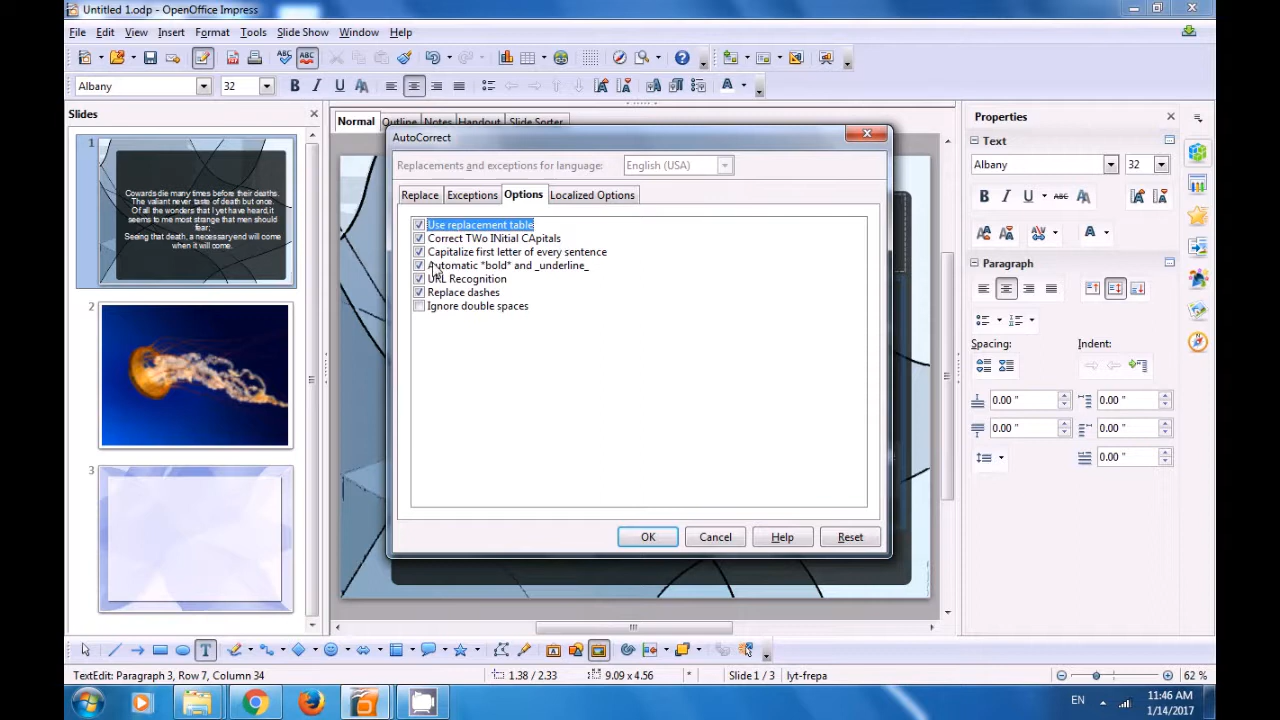 Untitled 1.odp - OpenOffice Impress
File Edit View Insert Format Tools Slide Show Window Help
Albany 32
Slides
Normal Outline Notes Handout Slide Sorter
Properties
1
Cowards die many times before their deaths.
The valiant never taste of death but once.
Of all the wonders that I yet have heard, it
seems to me most strange that men should
fear;
Seeing that death, a necessary end will come
when it will come.
2
3
AutoCorrect
Replacements and exceptions for language: English (USA)
Replace Exceptions Options Localized Options
Use replacement table
Correct TWo INitial CApitals
Capitalize first letter of every sentence
Automatic *bold* and _underline_
URL Recognition
Replace dashes
Ignore double spaces
OK Cancel Help Reset
Text
Albany 32
Paragraph
Spacing: Indent:
0.00 " 0.00 "
0.00 " 0.00 "
0.00 "
TextEdit: Paragraph 3, Row 7, Column 34 1.38 / 2.33 9.09 x 4.56 * Slide 1 / 3 lyt-frepa 62 %
EN 11:46 AM
1/14/2017